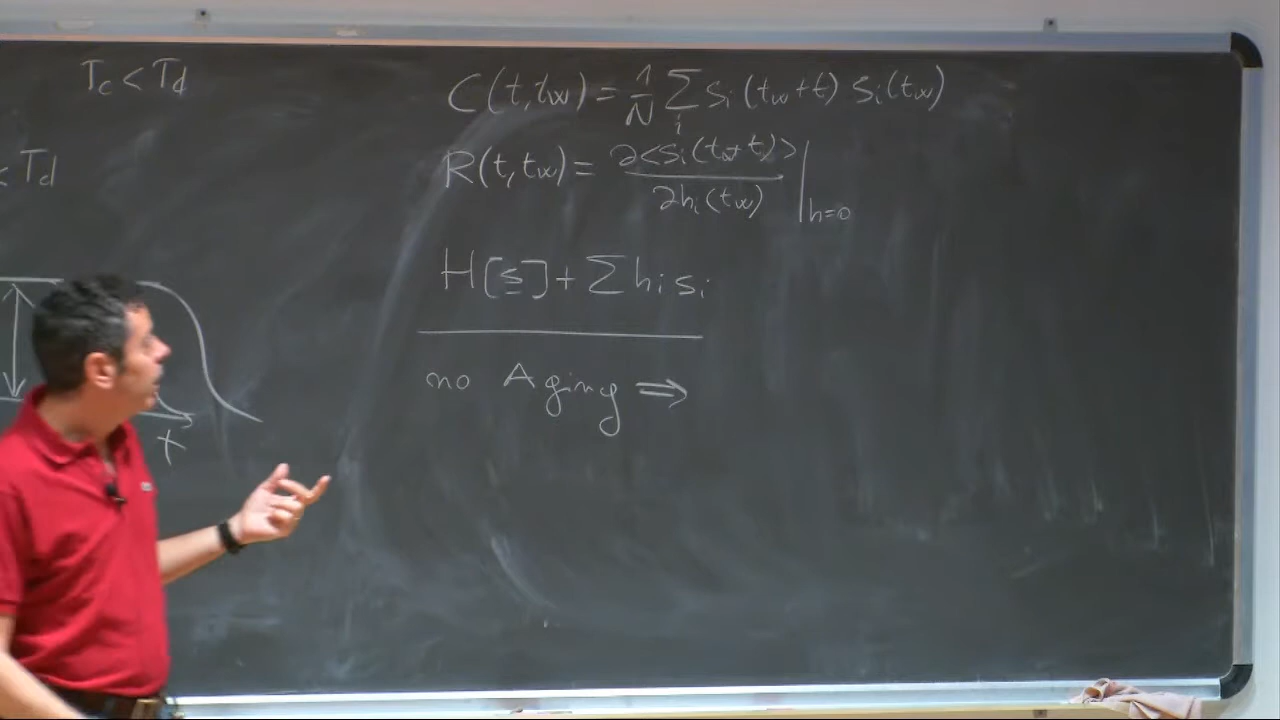 T_c < T_d
< T_d
t
C(t,t_w) = 1/N Σ_i s_i(t_w+t) s_i(t_w)
R(t,t_w) = ∂<s_i(t_w+t)>/∂h_i(t_w) |_{h=0}
H[s] + Σ h_i s_i
no Aging ⇒